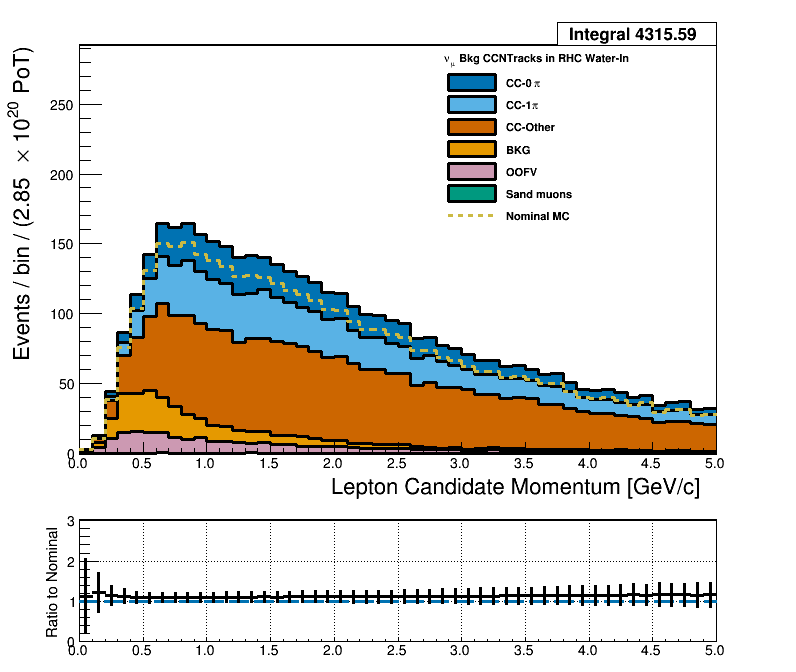 Integral 4315.59
ν_μ Bkg CCNTracks in RHC Water-In
CC-0 π
CC-1π
CC-Other
BKG
OOFV
Sand muons
Nominal MC
Events / bin / (2.85 × 10^20 PoT)
250
200
150
100
50
0
0.0 0.5 1.0 1.5 2.0 2.5 3.0 3.5 4.0 4.5 5.0
Lepton Candidate Momentum [GeV/c]
Ratio to Nominal
3
2
1
0
0.0 0.5 1.0 1.5 2.0 2.5 3.0 3.5 4.0 4.5 5.0